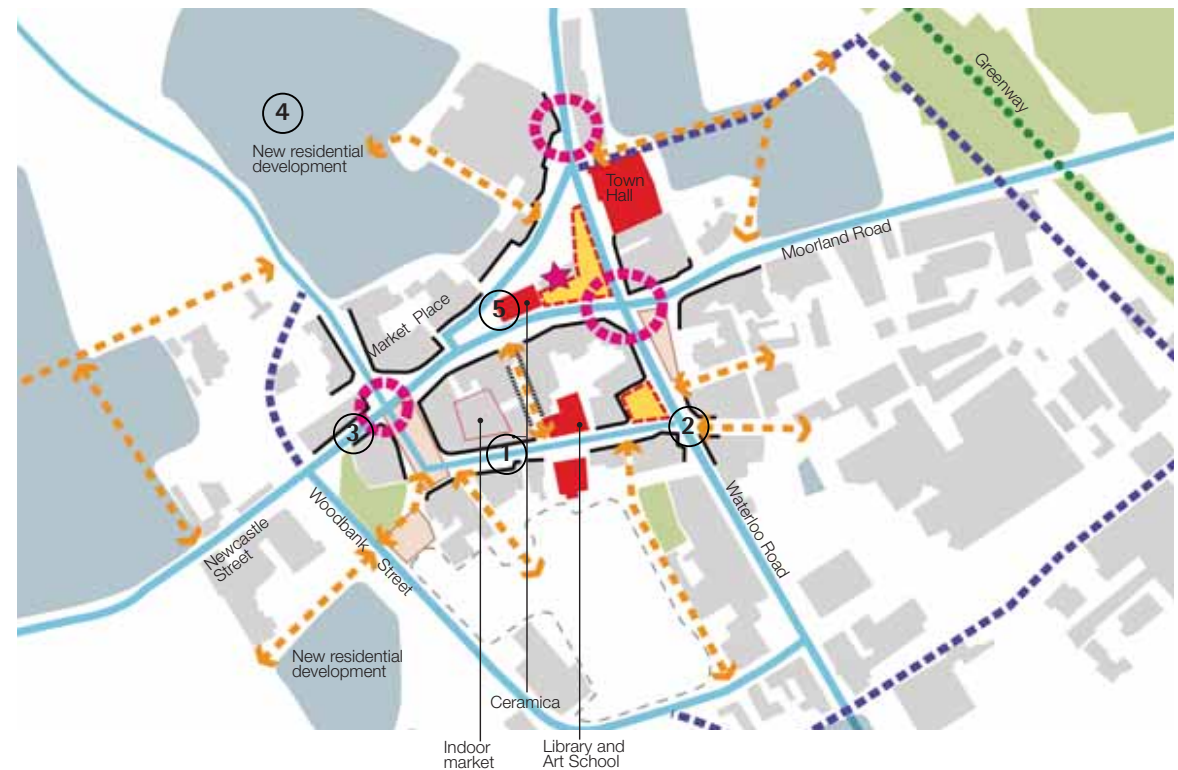 4
New residential
development
Greenway
Town
Hall
Moorland Road
5
Market Place
3
1
2
Newcastle
Street
Woodbank Street
Waterloo Road
New residential
development
Ceramica
Indoor
market
Library and
Art School